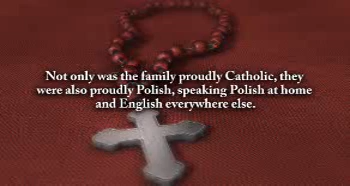 Not only was the family proudly Catholic, they
were also proudly Polish, speaking Polish at home
and English everywhere else.